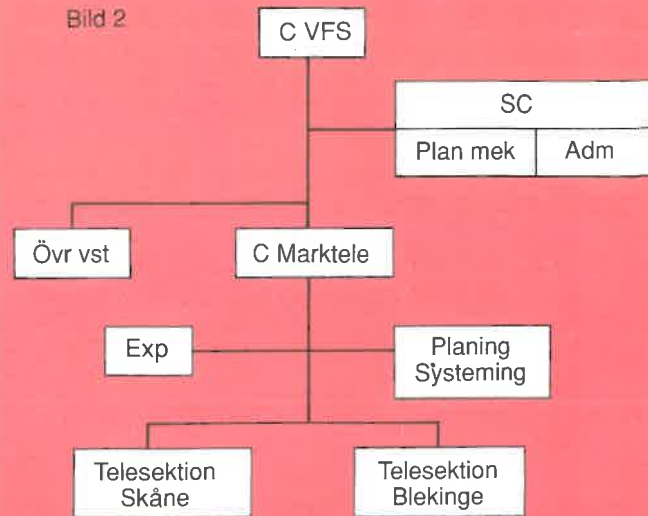 Bild 2
C VFS
SC
Plan mek
Adm
Övr vst
C Marktele
Exp
Planing
Systeming
Telesektion
Skåne
Telesektion
Blekinge